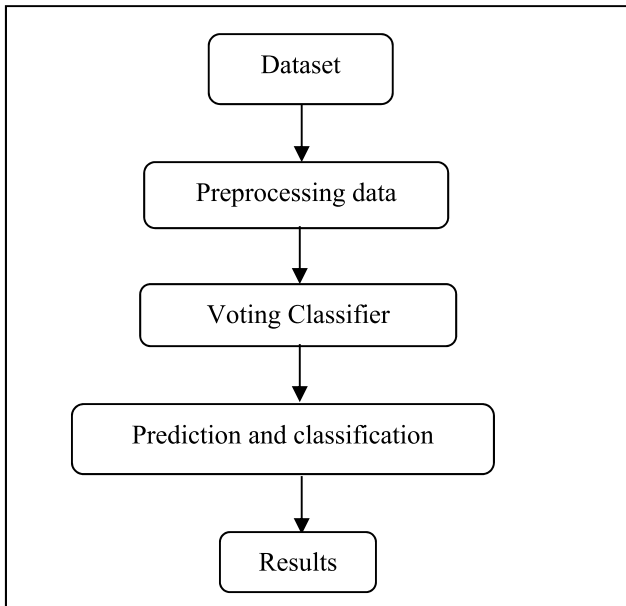 Dataset
Preprocessing data
Voting Classifier
Prediction and classification
Results